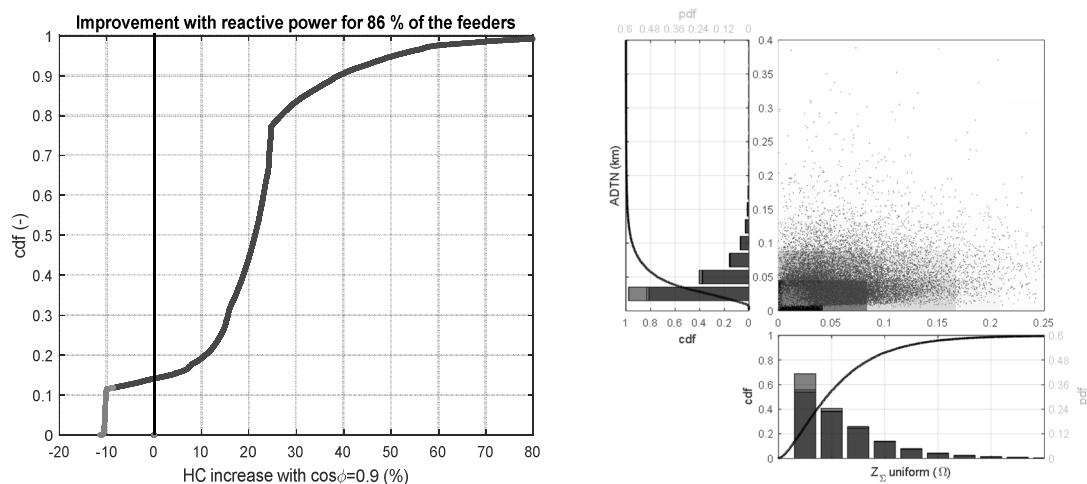 Improvement with reactive power for 86 % of the feeders
1
0.9
0.8
0.7
0.6
0.5
0.4
0.3
0.2
0.1
0
cdf (-)
-20 -10 0 10 20 30 40 50 60 70 80
HC increase with cosϕ=0.9 (%)
pdf
0.6 0.48 0.36 0.24 0.12 0
ADTN (km)
1 0.8 0.6 0.4 0.2 0
cdf
0.4
0.35
0.3
0.25
0.2
0.15
0.1
0.05
0
0 0.05 0.1 0.15 0.2 0.25
1
0.8
0.6
0.4
0.2
0
cdf
0.6
0.48
0.36
0.24
0.12
0
pdf
Z_Σ uniform (Ω)